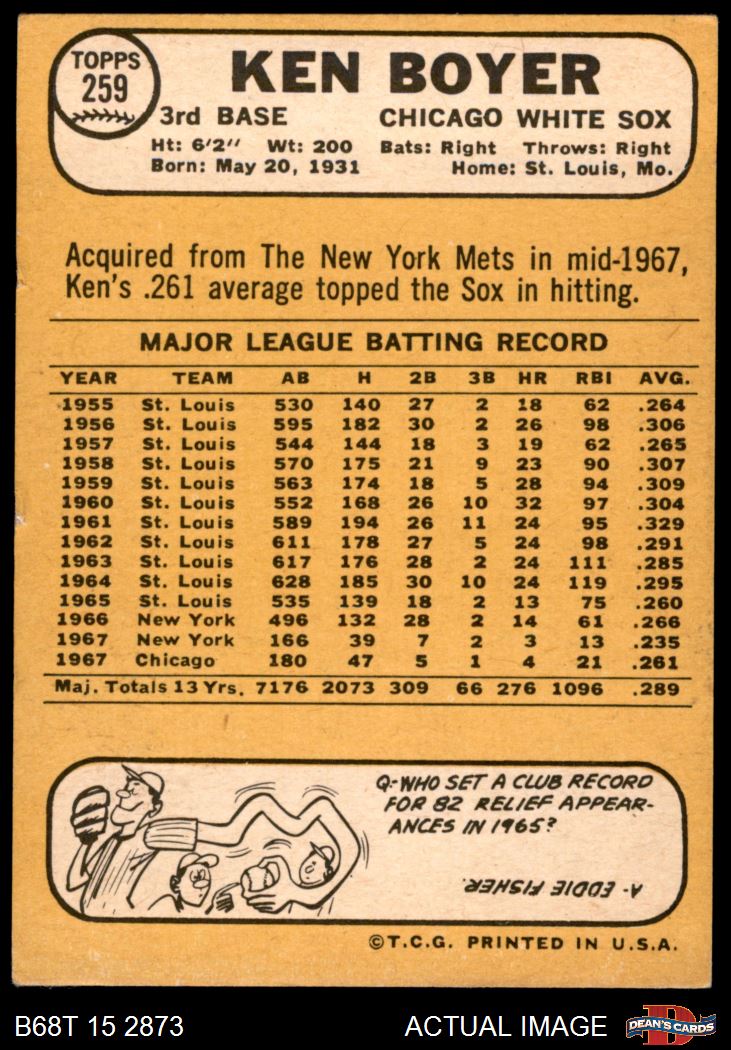 TOPPS
259
KEN BOYER
3rd BASE CHICAGO WHITE SOX
Ht: 6'2" Wt: 200 Bats: Right Throws: Right
Born: May 20, 1931 Home: St. Louis, Mo.
Acquired from The New York Mets in mid-1967,
Ken's .261 average topped the Sox in hitting.
MAJOR LEAGUE BATTING RECORD
YEAR TEAM AB H 2B 3B HR RBI AVG.
1955 St. Louis 530 140 27 2 18 62 .264
1956 St. Louis 595 182 30 2 26 98 .306
1957 St. Louis 544 144 18 3 19 62 .265
1958 St. Louis 570 175 21 9 23 90 .307
1959 St. Louis 563 174 18 5 28 94 .309
1960 St. Louis 552 168 26 10 32 97 .304
1961 St. Louis 589 194 26 11 24 95 .329
1962 St. Louis 611 178 27 5 24 98 .291
1963 St. Louis 617 176 28 2 24 111 .285
1964 St. Louis 628 185 30 10 24 119 .295
1965 St. Louis 535 139 18 2 13 75 .260
1966 New York 496 132 28 2 14 61 .266
1967 New York 166 39 7 2 3 13 .235
1967 Chicago 180 47 5 1 4 21 .261
Maj. Totals 13 Yrs. 7176 2073 309 66 276 1096 .289
Q-WHO SET A CLUB RECORD
FOR 82 RELIEF APPEAR-
ANCES IN 1965?
A- EDDIE FISHER.
©T.C.G. PRINTED IN U.S.A.
B68T 15 2873 ACTUAL IMAGE
D
DEAN'S CARDS